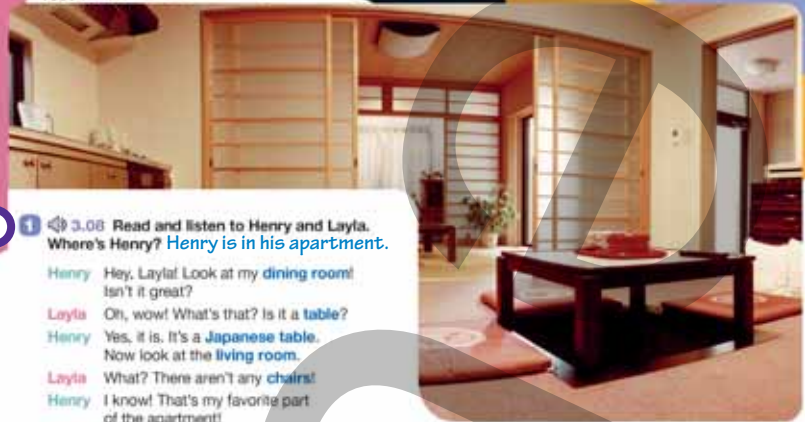 1 3.08 Read and listen to Henry and Layla.
Where's Henry? Henry is in his apartment.
Henry Hey, Layla! Look at my dining room!
Isn't it great?
Layla Oh, wow! What's that? Is it a table?
Henry Yes, it is. It's a Japanese table.
Now look at the living room.
Layla What? There aren't any chairs!
Henry I know! That's my favorite part
of the apartment!